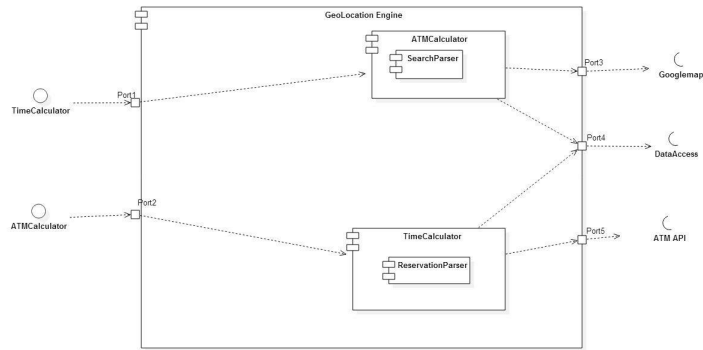 GeoLocation Engine
ATMCalculator
SearchParser
Port3
Googlemap
Port1
TimeCalculator
Port4
DataAccess
Port2
ATMCalculator
TimeCalculator
ReservationParser
Port5
ATM API